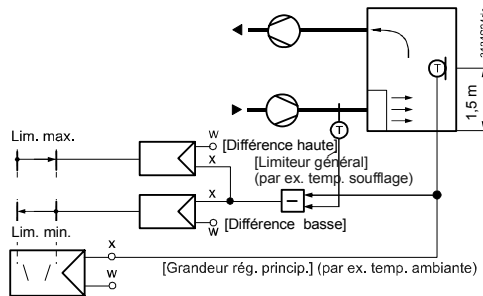 T
1,5 m
Lim. max.
W
[Différence haute]
X
T
[Limiteur général]
(par ex. temp. soufflage)
X
−
W
[Différence basse]
Lim. min.
X
[Grandeur rég. princip.] (par ex. temp. ambiante)
W